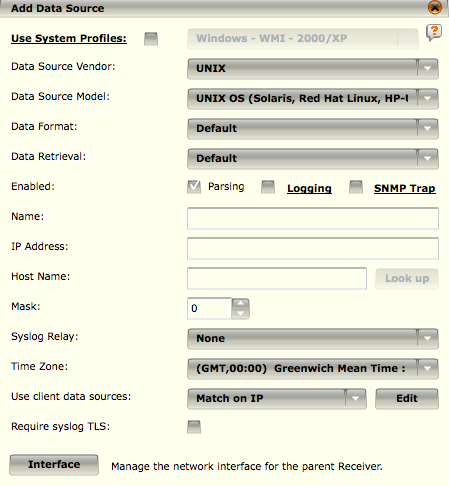 Add Data Source
Use System Profiles: Windows - WMI - 2000/XP
Data Source Vendor: UNIX
Data Source Model: UNIX OS (Solaris, Red Hat Linux, HP-U
Data Format: Default
Data Retrieval: Default
Enabled: Parsing Logging SNMP Trap
Name:
IP Address:
Host Name: Look up
Mask: 0
Syslog Relay: None
Time Zone: (GMT,00:00) Greenwich Mean Time :
Use client data sources: Match on IP Edit
Require syslog TLS:
Interface Manage the network interface for the parent Receiver.